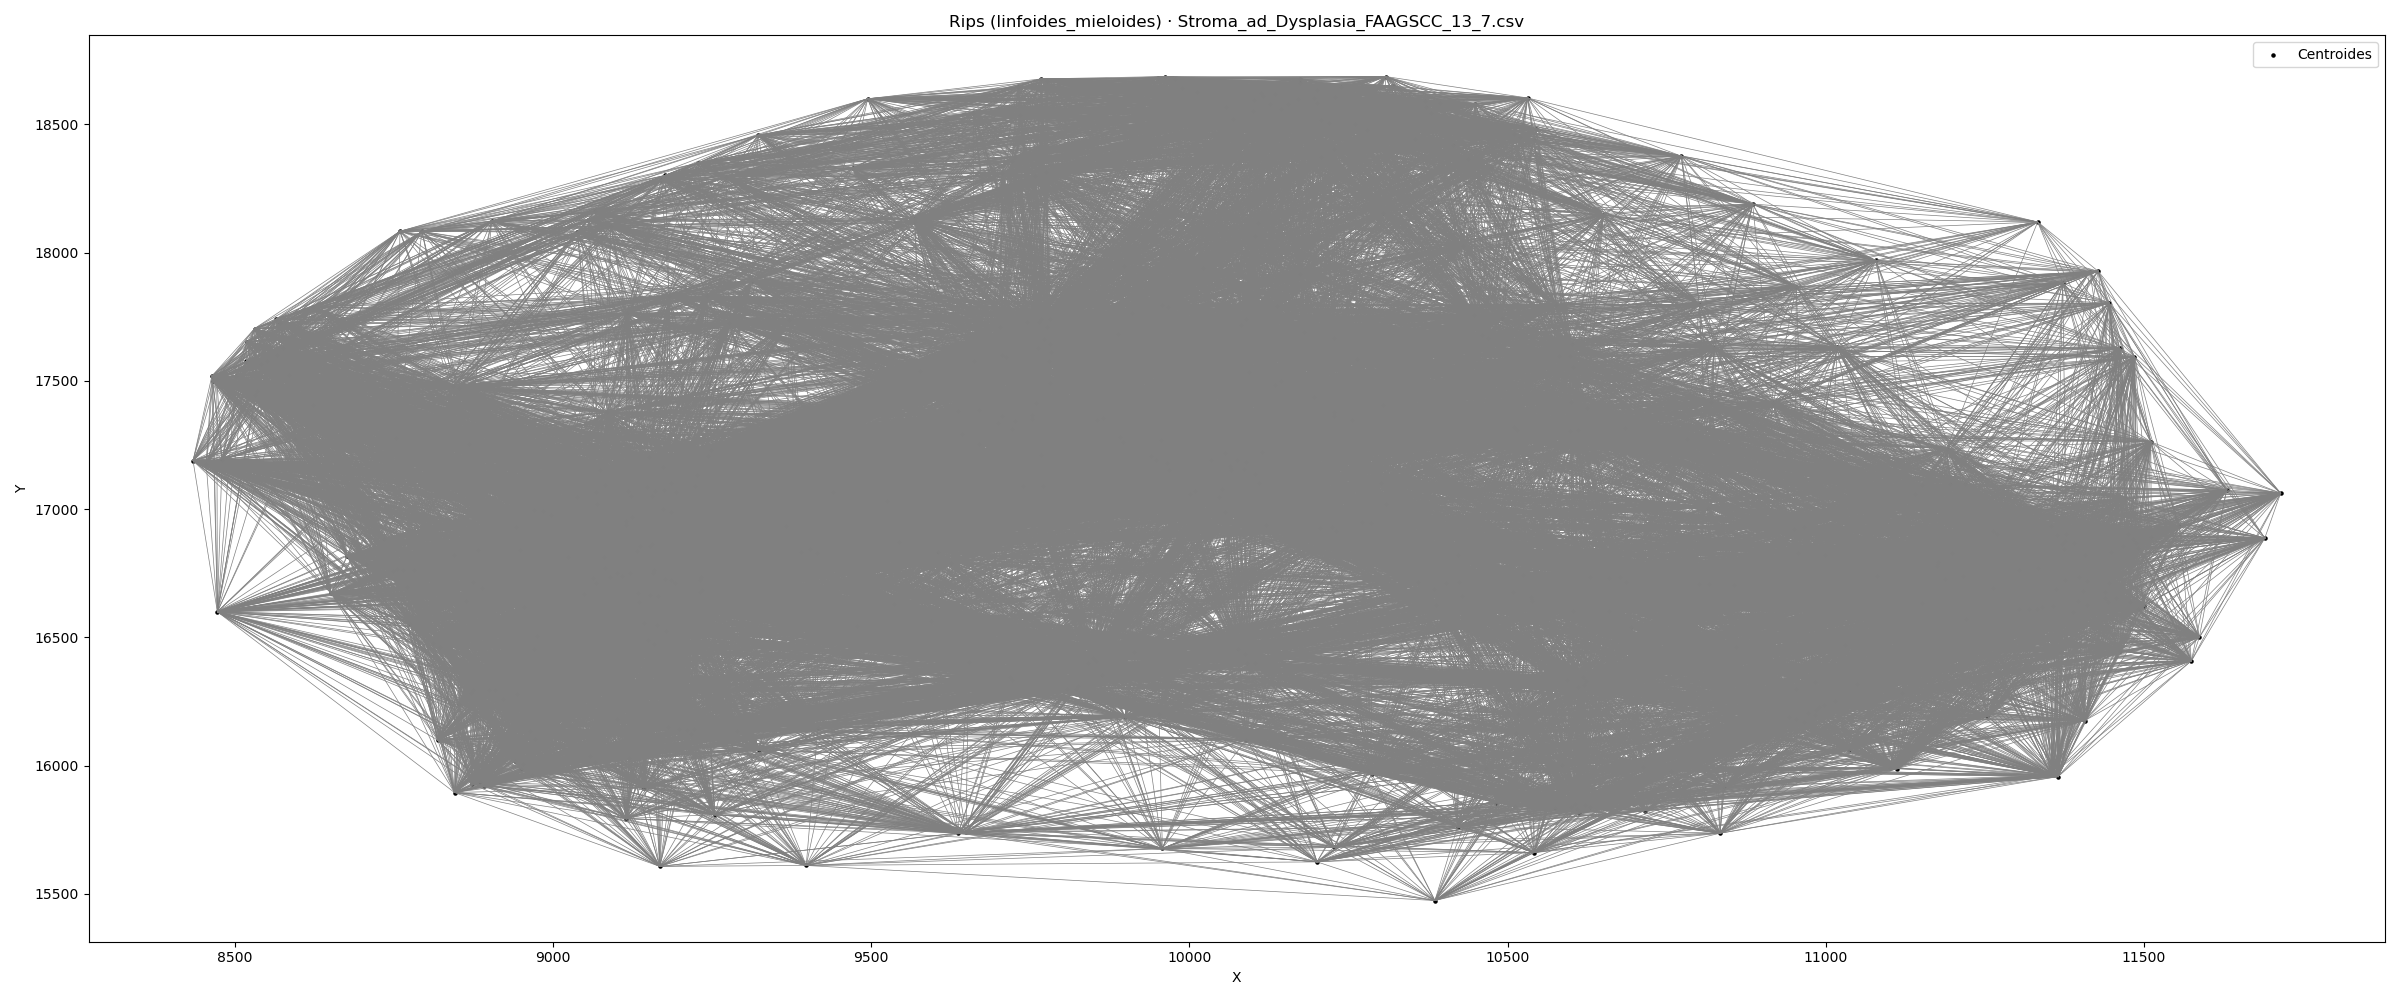 Rips (linfoides_mieloides) · Stroma_ad_Dysplasia_FAAGSCC_13_7.csv
Centroides
18500
18000
17500
17000
16500
16000
15500
Y
8500 9000 9500 10000 10500 11000 11500
X